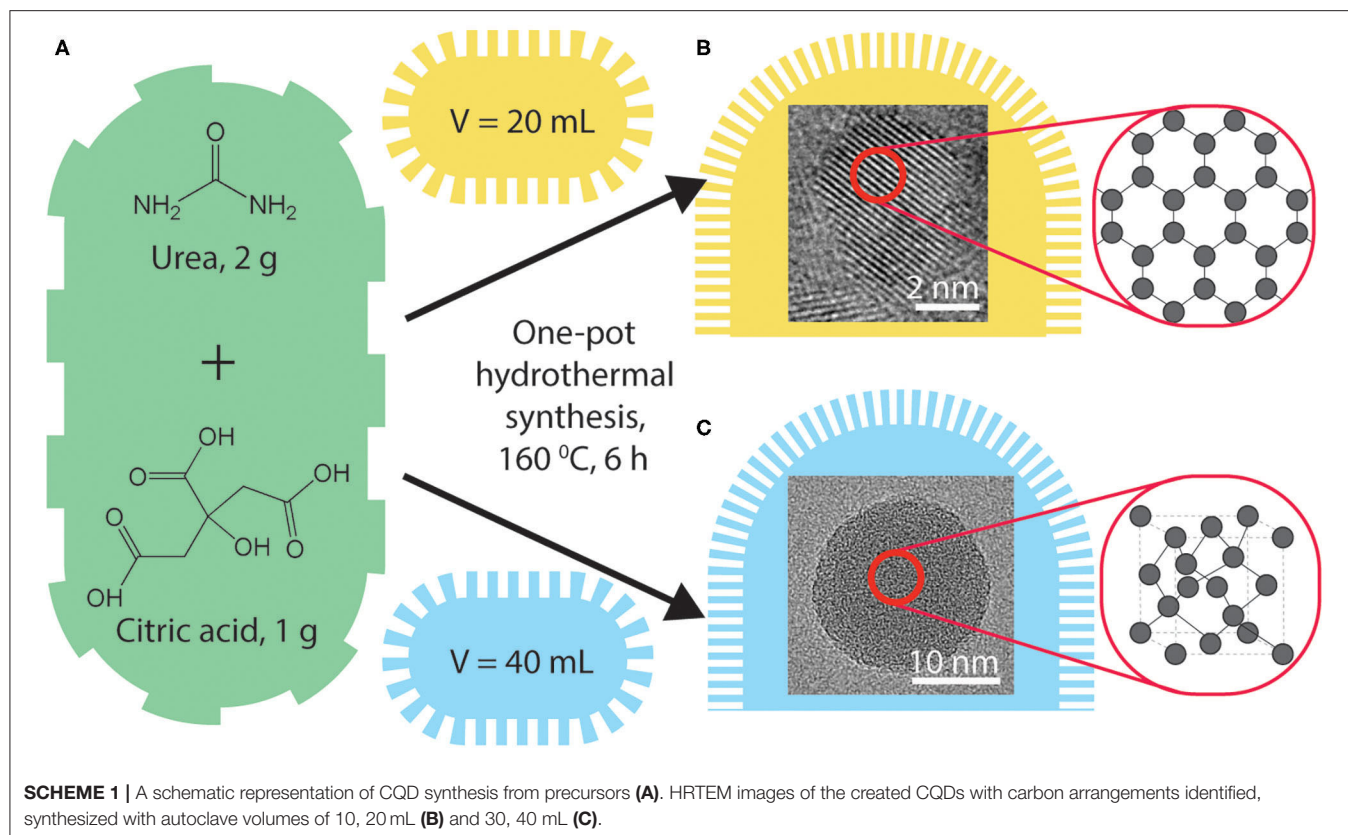 A
O
NH2
NH2
Urea, 2 g
+
OH
O
OH
O
O
OH
OH
Citric acid, 1 g
V = 20 mL
One-pot
hydrothermal
synthesis,
160 ⁰C, 6 h
V = 40 mL
B
2 nm
C
10 nm
SCHEME 1 | A schematic representation of CQD synthesis from precursors (A). HRTEM images of the created CQDs with carbon arrangements identified,
synthesized with autoclave volumes of 10, 20 mL (B) and 30, 40 mL (C).